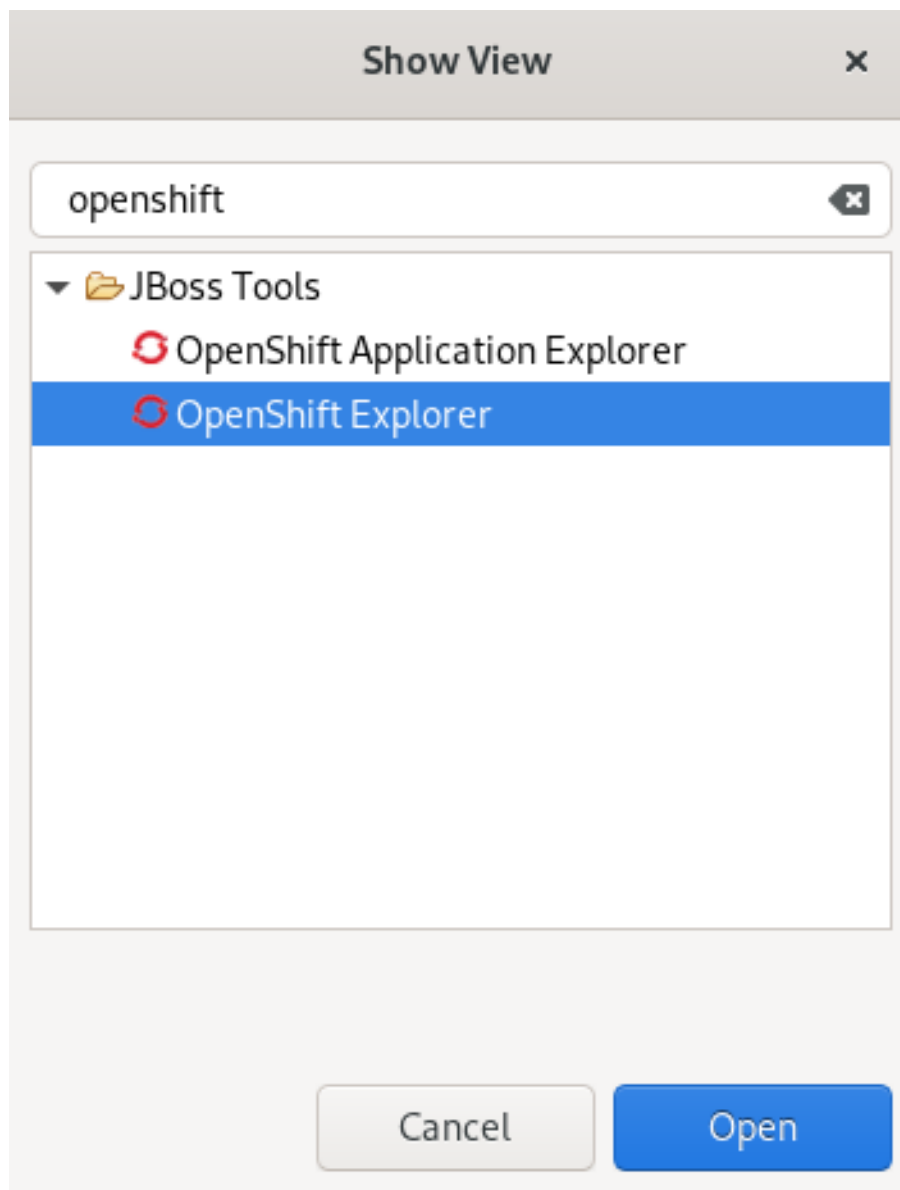 Show View
openshift
JBoss Tools
OpenShift Application Explorer
OpenShift Explorer
Cancel
Open